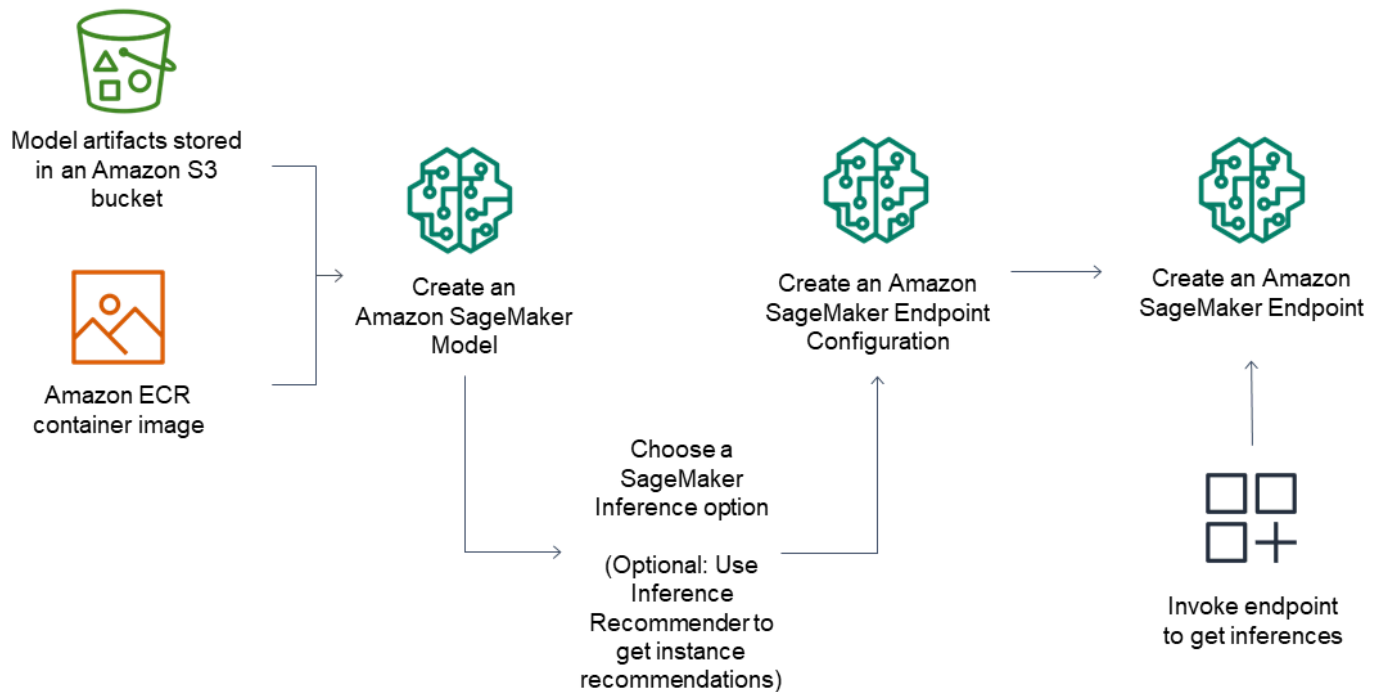 Model artifacts stored
in an Amazon S3
bucket
Amazon ECR
container image
Create an
Amazon SageMaker
Model
Choose a
SageMaker
Inference option
(Optional: Use
Inference
Recommender to
get instance
recommendations)
Create an Amazon
SageMaker Endpoint
Configuration
Create an Amazon
SageMaker Endpoint
Invoke endpoint
to get inferences